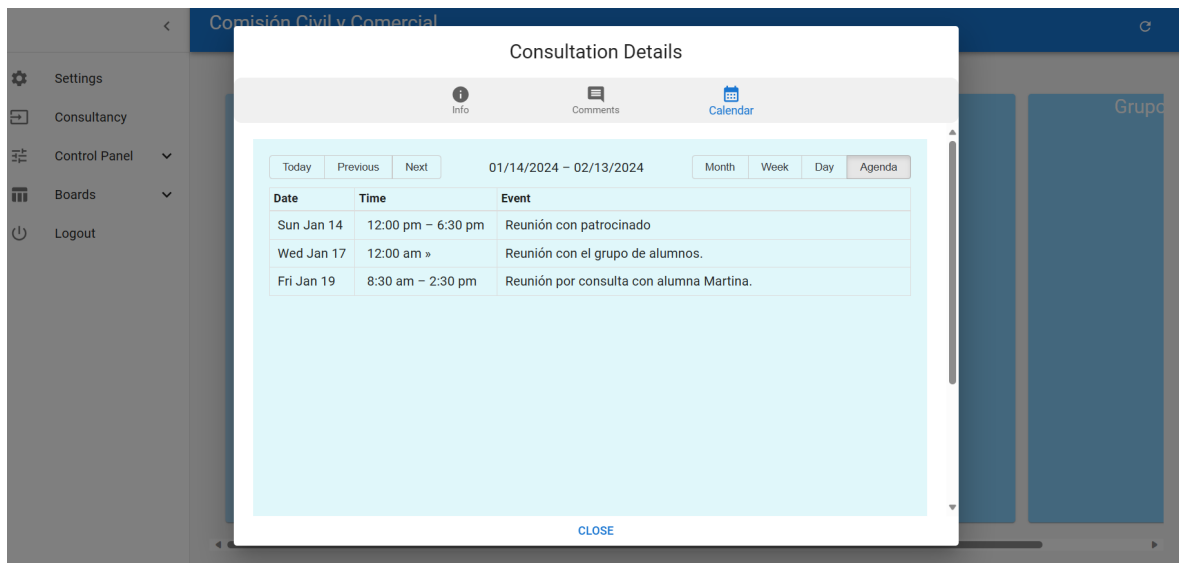 Comisión Civil y Comercial
Settings
Consultancy
Control Panel
Boards
Logout
Grupo
Consultation Details
Info
Comments
Calendar
Today Previous Next 01/14/2024 – 02/13/2024 Month Week Day Agenda
Date Time Event
Sun Jan 14 12:00 pm – 6:30 pm Reunión con patrocinado
Wed Jan 17 12:00 am » Reunión con el grupo de alumnos.
Fri Jan 19 8:30 am – 2:30 pm Reunión por consulta con alumna Martina.
CLOSE